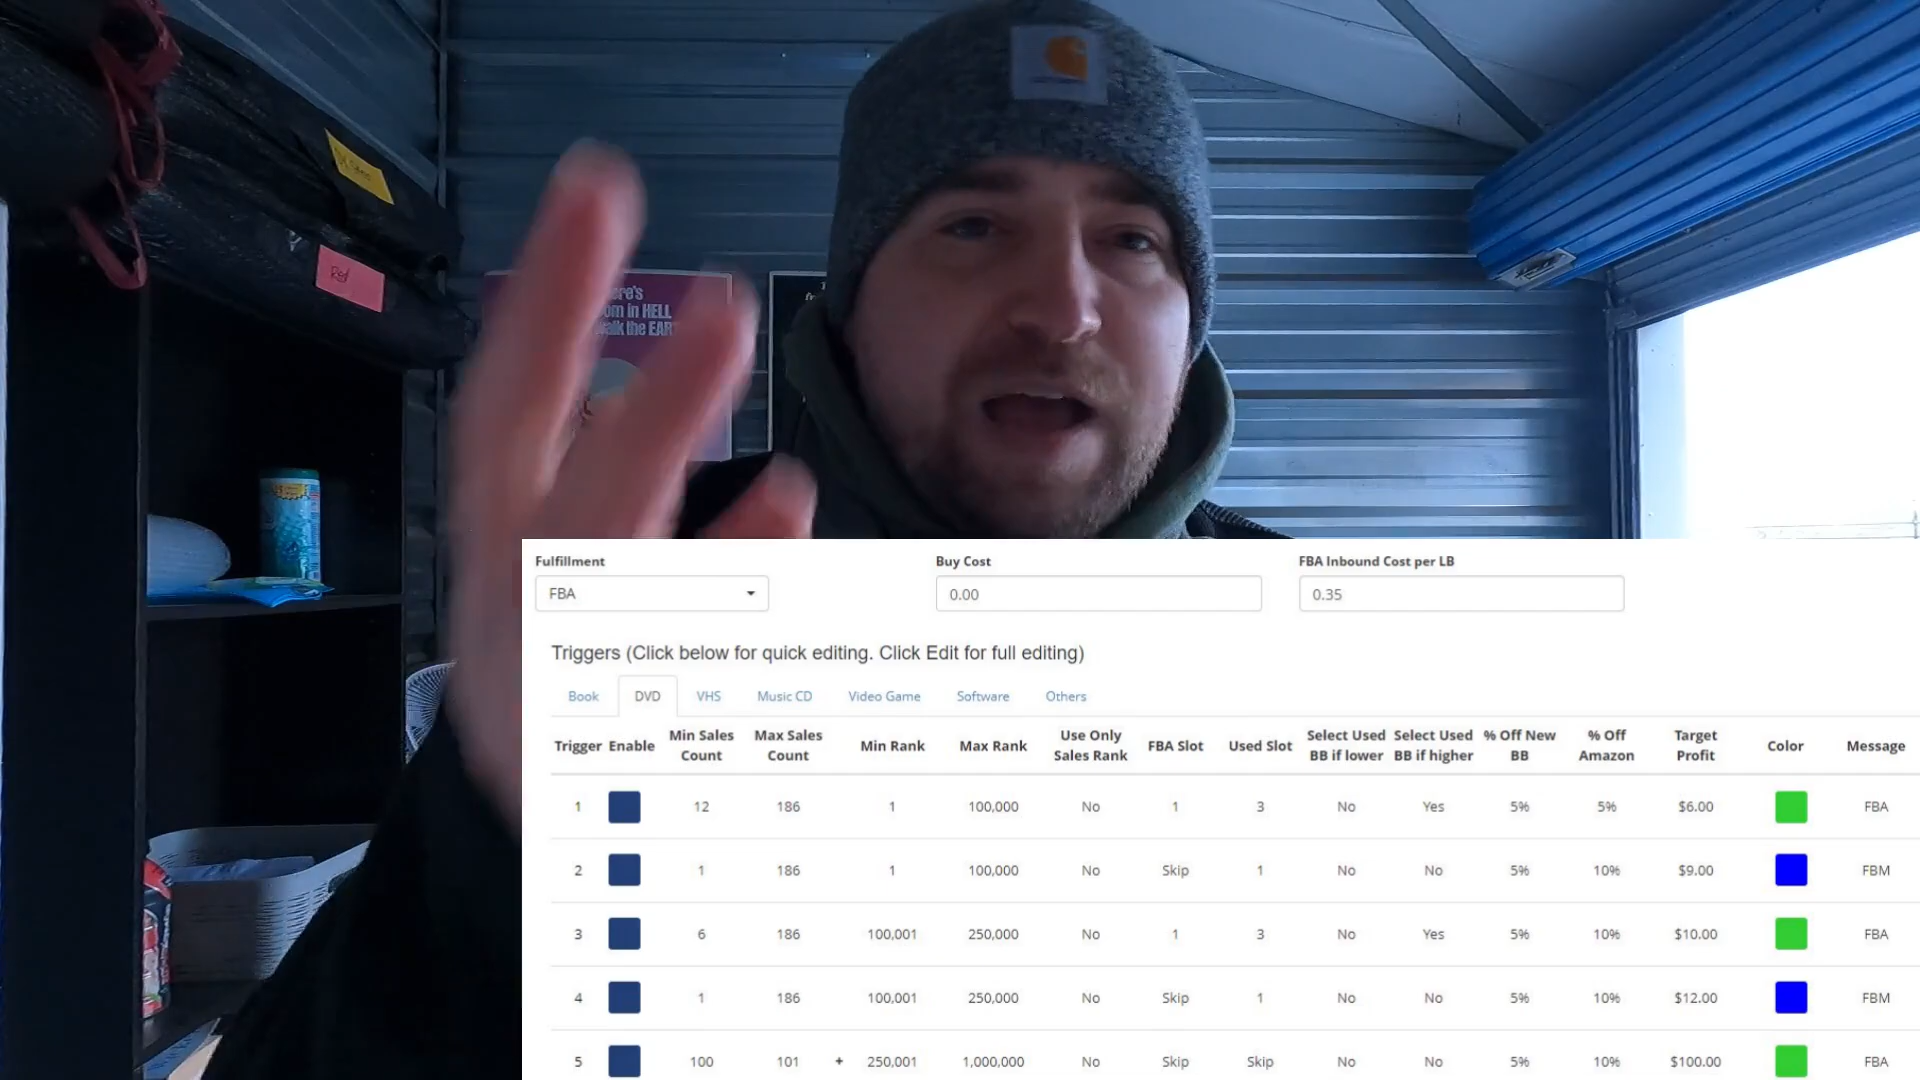 Red
ere's
om in HELL
walk the EAR
Fulfillment
Buy Cost
FBA Inbound Cost per LB
FBA
0.00
0.35
Triggers (Click below for quick editing. Click Edit for full editing)
Book DVD VHS Music CD Video Game Software Others
Trigger Enable Min Sales Count Max Sales Count Min Rank Max Rank Use Only Sales Rank FBA Slot Used Slot Select Used BB if lower Select Used BB if higher % Off New BB % Off Amazon Target Profit Color Message
1 12 186 1 100,000 No 1 3 No Yes 5% 5% $6.00 FBA
2 1 186 1 100,000 No Skip 1 No No 5% 10% $9.00 FBM
3 6 186 100,001 250,000 No 1 3 No Yes 5% 10% $10.00 FBA
4 1 186 100,001 250,000 No Skip 1 No No 5% 10% $12.00 FBM
5 100 101 + 250,001 1,000,000 No Skip Skip No No 5% 10% $100.00 FBA